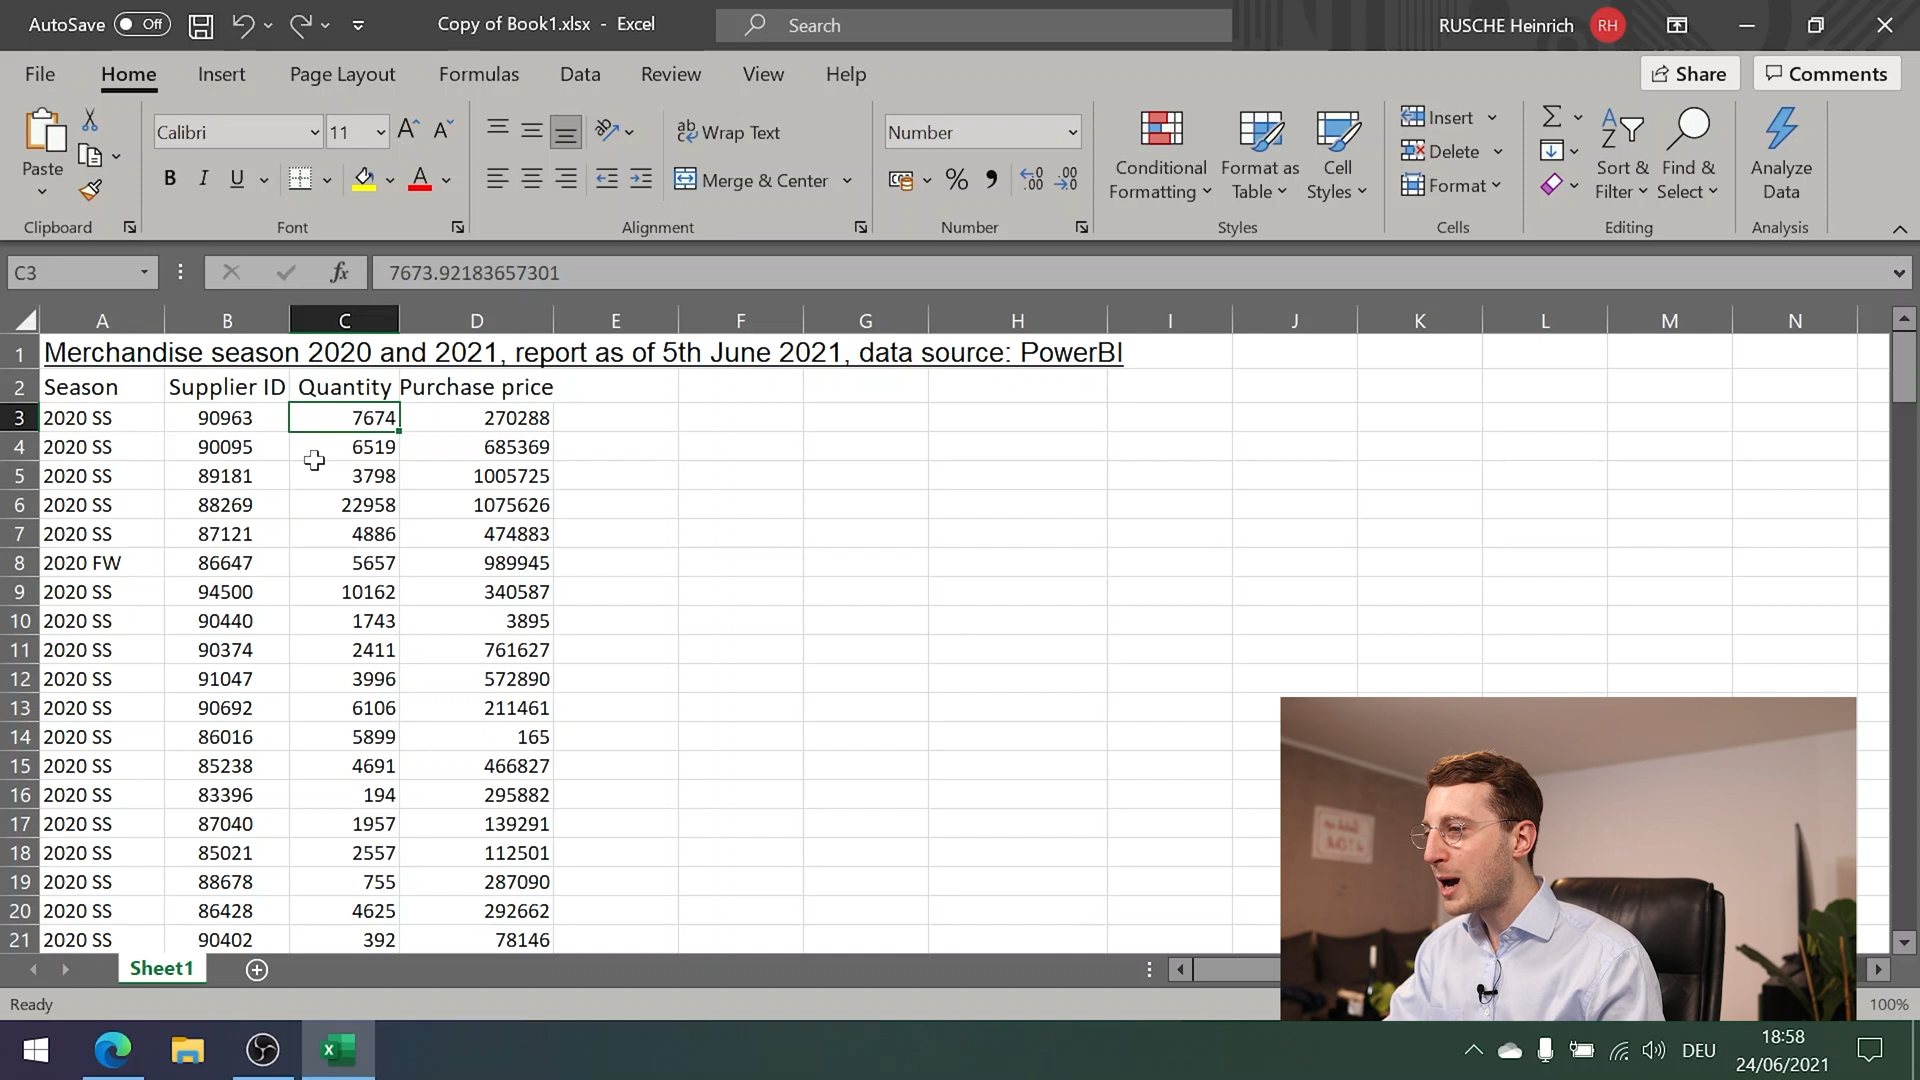 AutoSave Off Copy of Book1.xlsx - Excel Search RUSCHE Heinrich RH
File Home Insert Page Layout Formulas Data Review View Help Share Comments
Paste
Clipboard
Calibri 11
B I U A
Font
ab Wrap Text
Merge & Center
Alignment
Number
% 9
Number
Conditional Formatting
Format as Table
Cell Styles
Styles
Insert
Delete
Format
Cells
Sort & Filter
Find & Select
Editing
Analyze Data
Analysis
C3 fx 7673.92183657301
A B C D E F G H I J K L M N
1 Merchandise season 2020 and 2021, report as of 5th June 2021, data source: PowerBI
2 Season Supplier ID Quantity Purchase price
3 2020 SS 90963 7674 270288
4 2020 SS 90095 6519 685369
5 2020 SS 89181 3798 1005725
6 2020 SS 88269 22958 1075626
7 2020 SS 87121 4886 474883
8 2020 FW 86647 5657 989945
9 2020 SS 94500 10162 340587
10 2020 SS 90440 1743 3895
11 2020 SS 90374 2411 761627
12 2020 SS 91047 3996 572890
13 2020 SS 90692 6106 211461
14 2020 SS 86016 5899 165
15 2020 SS 85238 4691 466827
16 2020 SS 83396 194 295882
17 2020 SS 87040 1957 139291
18 2020 SS 85021 2557 112501
19 2020 SS 88678 755 287090
20 2020 SS 86428 4625 292662
21 2020 SS 90402 392 78146
Sheet1
Ready 100%
DEU 18:58
24/06/2021